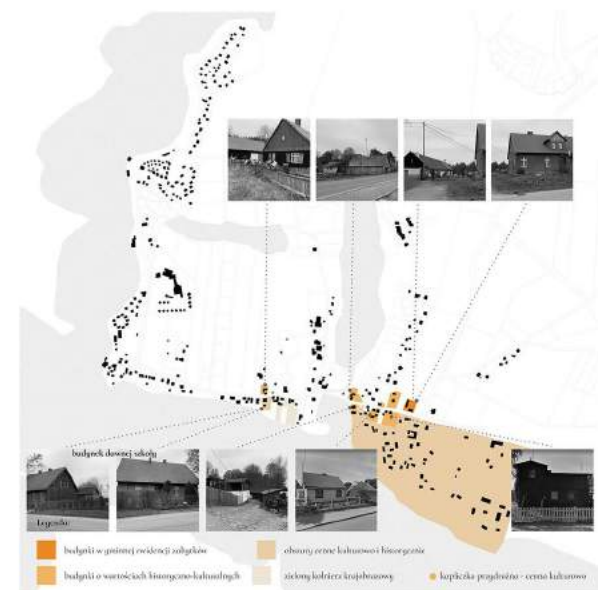 budynek dawnej szkoły
Legenda
budynki w gminnej ewidencji zabytków
obszary cenne kulturowo i historycznie
budynki o wartościach historyczno-kulturalnych
zielony kołnierz krajobrazowy
kapliczka przydrożna - cenna kulturowo